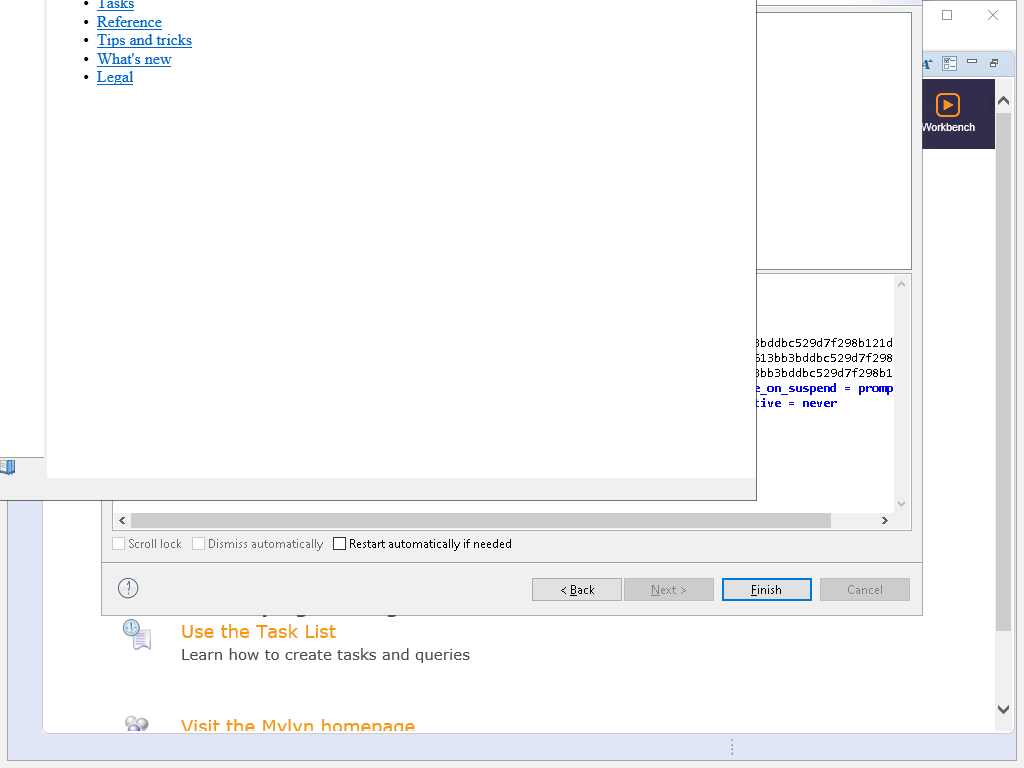 Tasks
Reference
Tips and tricks
What's new
Legal
Workbench
3bddbc529d7f298b121d
613bb3bddbc529d7f298
3bb3bddbc529d7f298b1
e_on_suspend = promp
tive = never
Scroll lock
Dismiss automatically
Restart automatically if needed
< Back
Next >
Finish
Cancel
Use the Task List
Learn how to create tasks and queries
Visit the Mylyn homepage